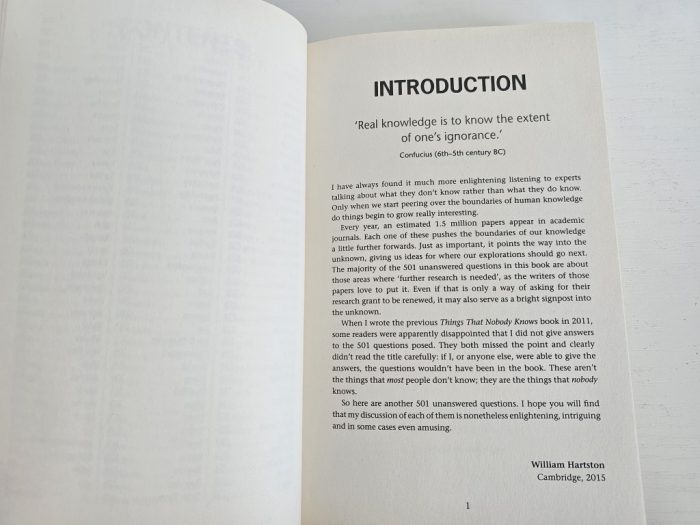 INTRODUCTION
'Real knowledge is to know the extent
of one's ignorance.'
Confucius (6th–5th century BC)
I have always found it much more enlightening listening to experts
talking about what they don't know rather than what they do know.
Only when we start peering over the boundaries of human knowledge
do things begin to grow really interesting.
Every year, an estimated 1.5 million papers appear in academic
journals. Each one of these pushes the boundaries of our knowledge
a little further forwards. Just as important, it points the way into the
unknown, giving us ideas for where our explorations should go next.
The majority of the 501 unanswered questions in this book are about
those areas where 'further research is needed', as the writers of those
papers love to put it. Even if that is only a way of asking for their
research grant to be renewed, it may also serve as a bright signpost into
the unknown.
When I wrote the previous Things That Nobody Knows book in 2011,
some readers were apparently disappointed that I did not give answers
to the 501 questions posed. They both missed the point and clearly
didn't read the title carefully: if I, or anyone else, were able to give the
answers, the questions wouldn't have been in the book. These aren't
the things that most people don't know; they are the things that nobody
knows.
So here are another 501 unanswered questions. I hope you will find
that my discussion of each of them is nonetheless enlightening, intriguing
and in some cases even amusing.
William Hartston
Cambridge, 2015
1